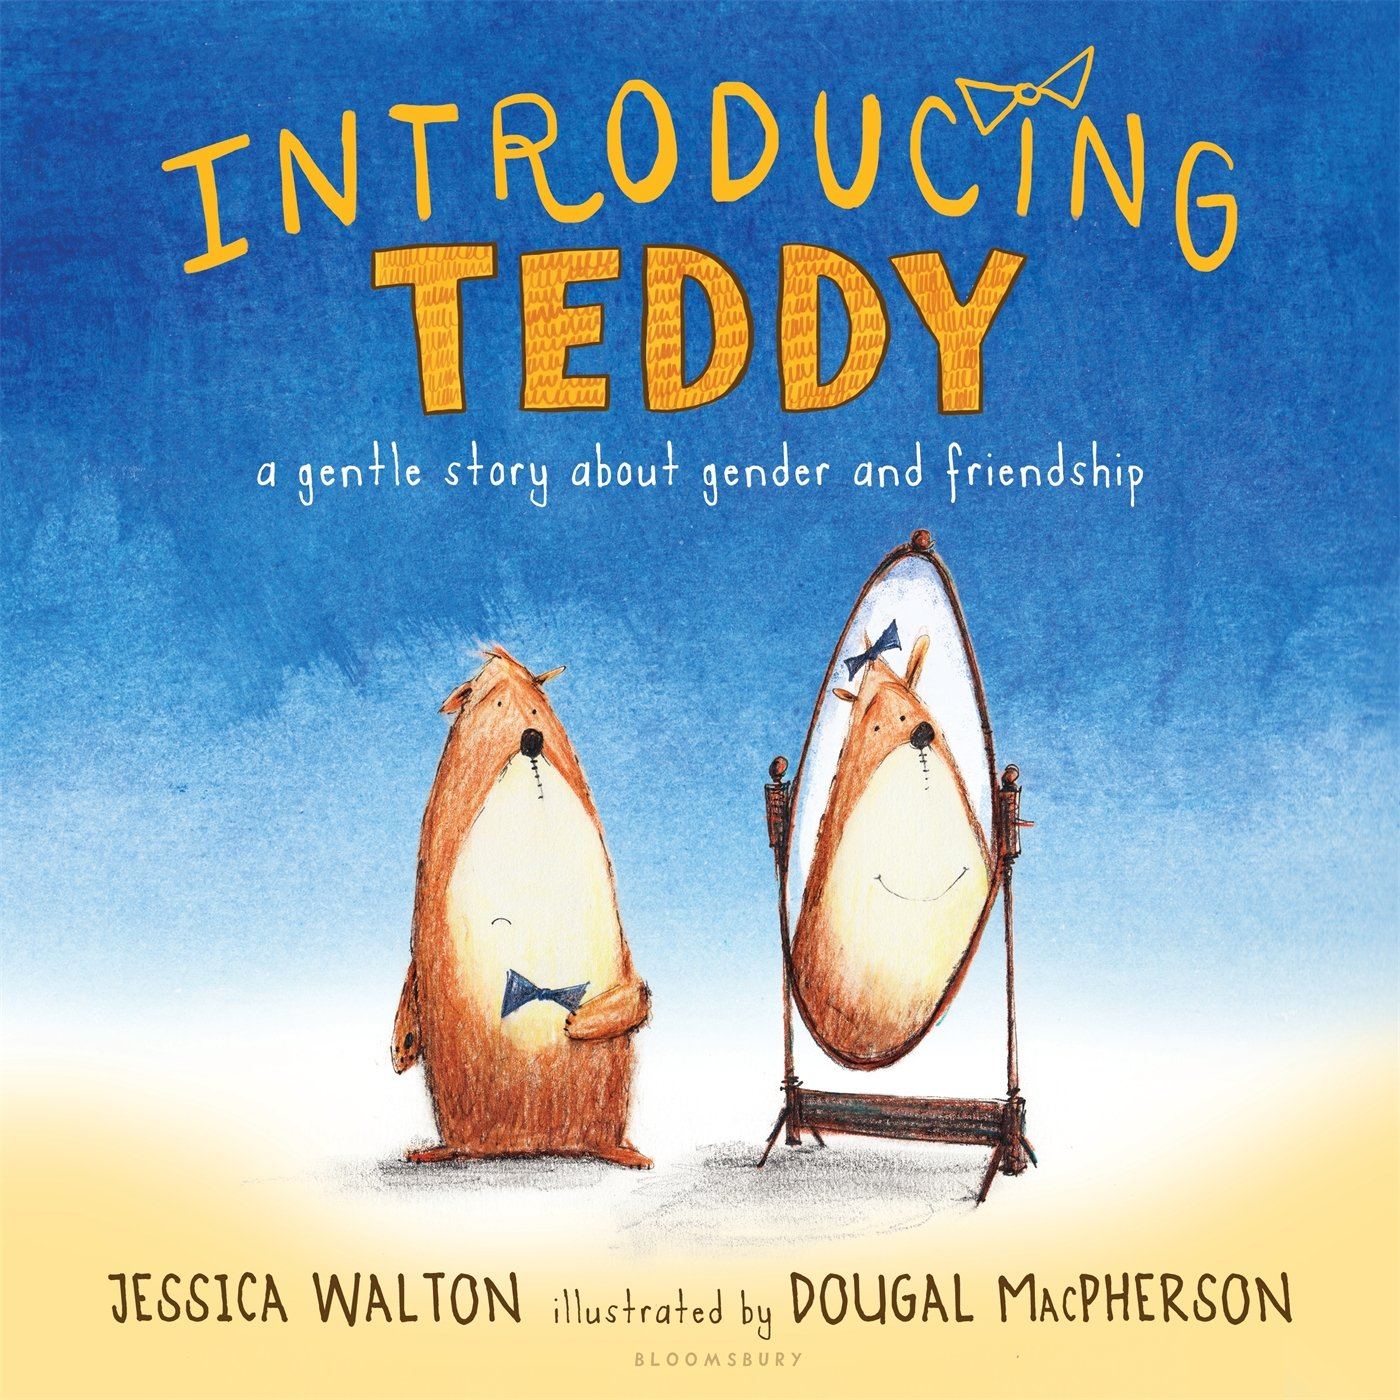 INTRODUCING
TEDDY
a gentle story about gender and friendship
JESSICA WALTON illustrated by DOUGAL MacPHERSON
BLOOMSBURY